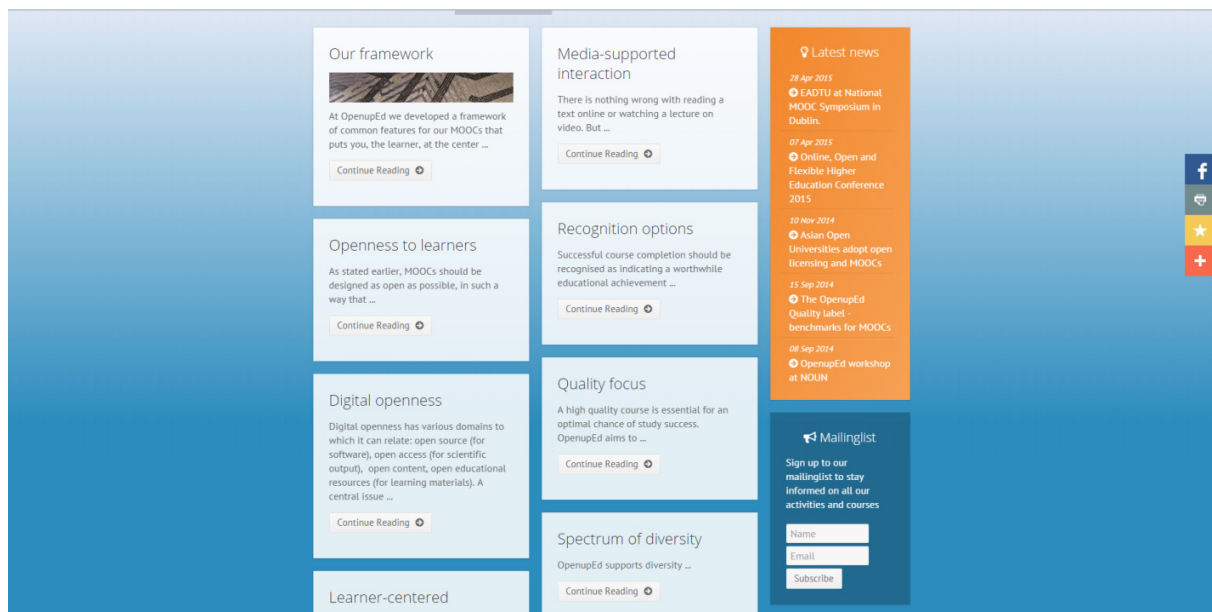 Our framework
At OpenupEd we developed a framework
of common features for our MOOCs that
puts you, the learner, at the center ...
Continue Reading
Openness to learners
As stated earlier, MOOCs should be
designed as open as possible, in such a
way that ...
Continue Reading
Digital openness
Digital openness has various domains to
which it can relate: open source (for
software), open access (for scientific
output),  open content, open educational
resources (for learning materials). A
central issue ...
Continue Reading
Learner-centered
Media-supported
interaction
There is nothing wrong with reading a
text online or watching a lecture on
video. But ...
Continue Reading
Recognition options
Successful course completion should be
recognised as indicating a worthwhile
educational achievement ...
Continue Reading
Quality focus
A high quality course is essential for an
optimal chance of study success.
OpenupEd aims to ...
Continue Reading
Spectrum of diversity
OpenupEd supports diversity ...
Continue Reading
Latest news
28 Apr 2015
EADTU at National
MOOC Symposium in
Dublin.
07 Apr 2015
Online, Open and
Flexible Higher
Education Conference
2015
10 Nov 2014
Asian Open
Universities adopt open
licensing and MOOCs
15 Sep 2014
The OpenupEd
Quality label -
benchmarks for MOOCs
08 Sep 2014
OpenupEd workshop
at NOUN
Mailinglist
Sign up to our
mailinglist to stay
informed on all our
activities and courses
Name
Email
Subscribe